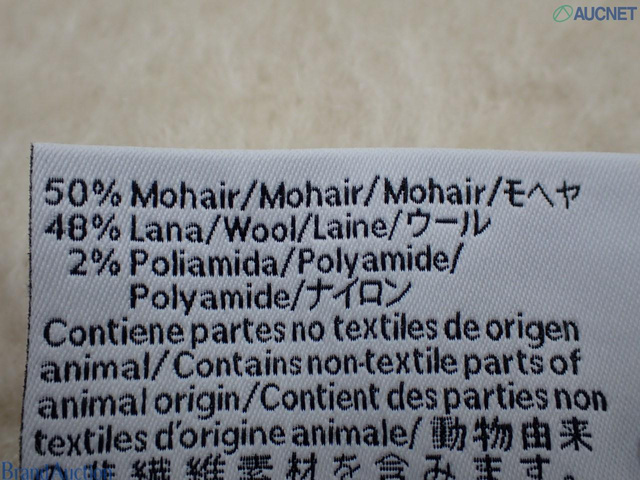 AUCNET
50% Mohair/Mohair/Mohair/モヘヤ
48% Lana/Wool/Laine/ウール
2% Poliamida/Polyamide/
Polyamide/ナイロン
Contiene partes no textiles de origen
animal/Contains non-textile parts of
animal origin/Contient des parties non
textiles d'origine animale/動物由来
繊維素材を含みます。
Brand Auction